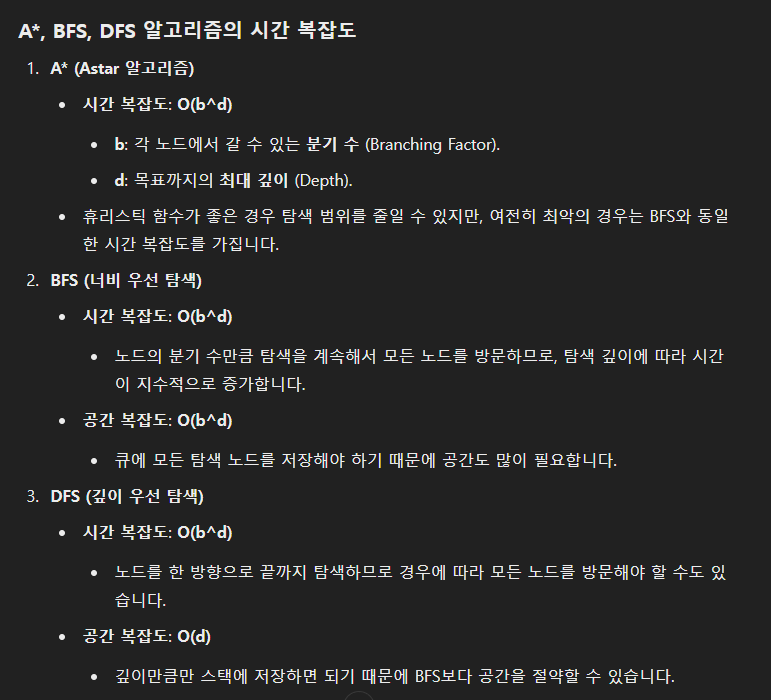 A*, BFS, DFS 알고리즘의 시간 복잡도
1. A* (Astar 알고리즘)
• 시간 복잡도: O(b^d)
• b: 각 노드에서 갈 수 있는 분기 수 (Branching Factor).
• d: 목표까지의 최대 깊이 (Depth).
• 휴리스틱 함수가 좋은 경우 탐색 범위를 줄일 수 있지만, 여전히 최악의 경우는 BFS와 동일
한 시간 복잡도를 가집니다.
2. BFS (너비 우선 탐색)
• 시간 복잡도: O(b^d)
• 노드의 분기 수만큼 탐색을 계속해서 모든 노드를 방문하므로, 탐색 깊이에 따라 시간
이 지수적으로 증가합니다.
• 공간 복잡도: O(b^d)
• 큐에 모든 탐색 노드를 저장해야 하기 때문에 공간도 많이 필요합니다.
3. DFS (깊이 우선 탐색)
• 시간 복잡도: O(b^d)
• 노드를 한 방향으로 끝까지 탐색하므로 경우에 따라 모든 노드를 방문해야 할 수도 있
습니다.
• 공간 복잡도: O(d)
• 깊이만큼만 스택에 저장하면 되기 때문에 BFS보다 공간을 절약할 수 있습니다.